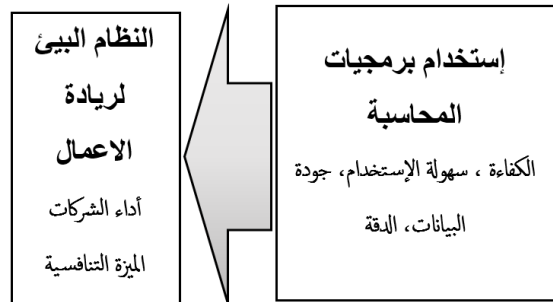 إستخدام برمجيات
المحاسبة
الكفاءة ، سهولة الإستخدام، جودة
البيانات، الدقة
النظام البيئ
لريادة
الاعمال
أداء الشركات
الميزة التنافسية